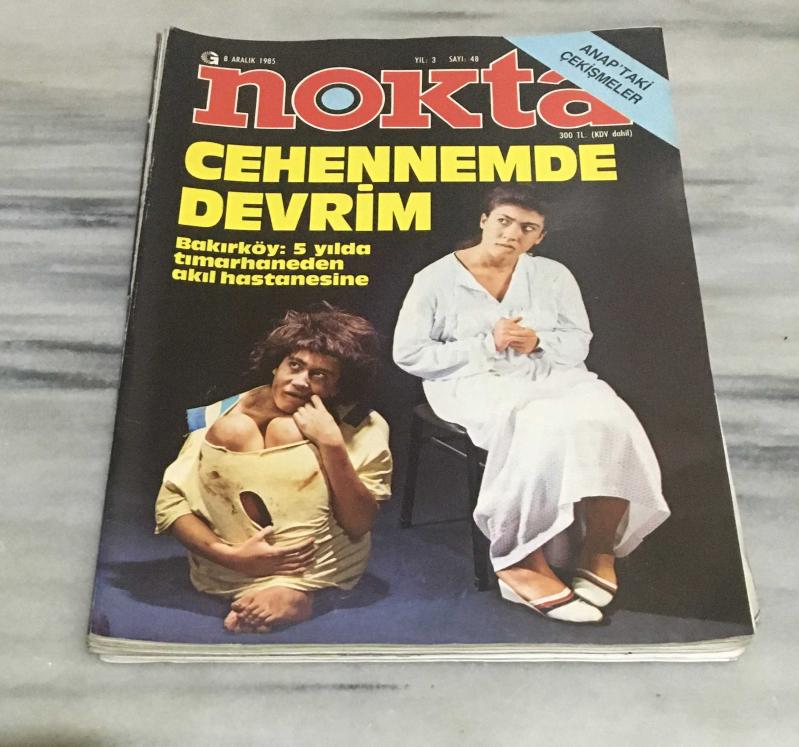 8 ARALIK 1985
YIL: 3 SAYI: 48
nokta
ANAP'TAKİ
ÇEKİŞMELER
300 TL. (KDV dahil)
CEHENNEMDE
DEVRİM
Bakırköy: 5 yılda
tımarhaneden
akıl hastanesine